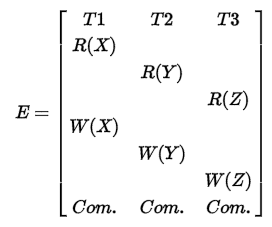 T1 T2 T3
R(X)
R(Y)
R(Z)
E =
W(X)
W(Y)
W(Z)
Com. Com. Com.